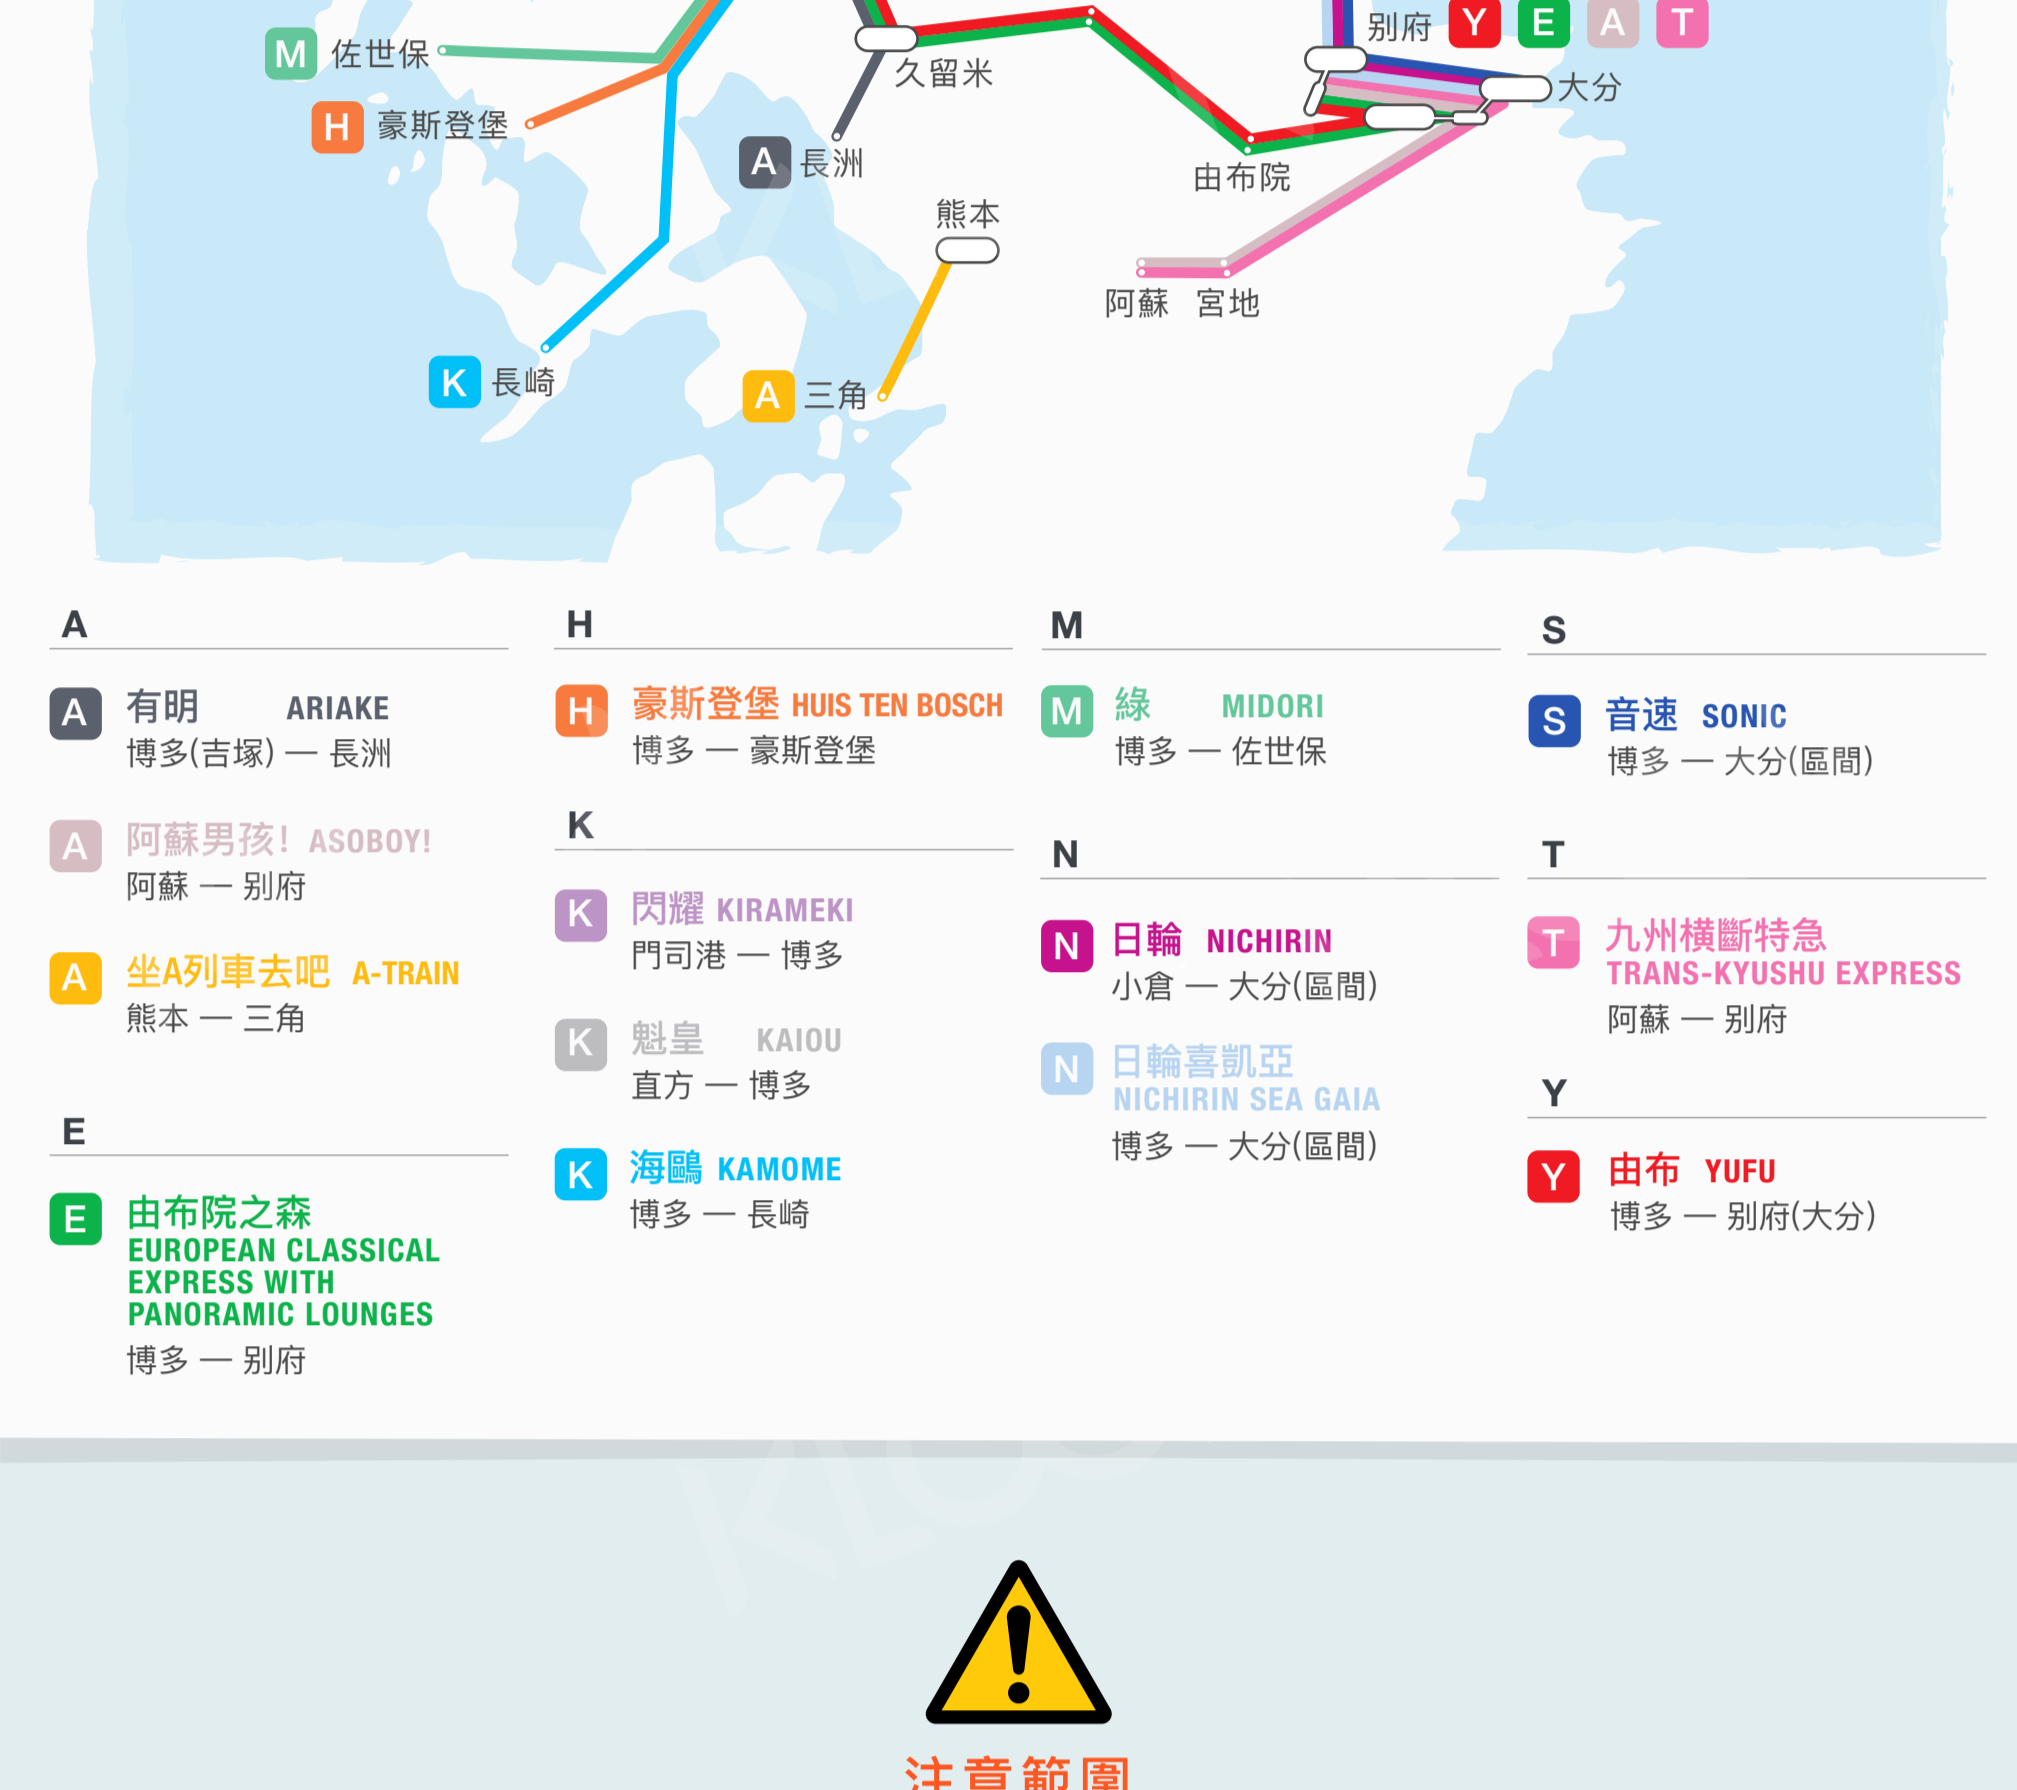 M 佐世保
H 豪斯登堡
久留米
别府 Y E A T
大分
A 長洲
由布院
熊本
阿蘇 宮地
K 長崎
A 三角
A
A 有明 ARIAKE
博多(吉塚) — 長洲
A 阿蘇男孩! ASOBOY!
阿蘇 — 别府
A 坐A列車去吧 A-TRAIN
熊本 — 三角
E
E 由布院之森
EUROPEAN CLASSICAL
EXPRESS WITH
PANORAMIC LOUNGES
博多 — 别府
H
H 豪斯登堡 HUIS TEN BOSCH
博多 — 豪斯登堡
K
K 閃耀 KIRAMEKI
門司港 — 博多
K 魁皇 KAIOU
直方 — 博多
K 海鷗 KAMOME
博多 — 長崎
M
M 綠 MIDORI
博多 — 佐世保
N
N 日輪 NICHIRIN
小倉 — 大分(區間)
N 日輪喜凱亞
NICHIRIN SEA GAIA
博多 — 大分(區間)
S
S 音速 SONIC
博多 — 大分(區間)
T
T 九州橫斷特急
TRANS-KYUSHU EXPRESS
阿蘇 — 别府
Y
Y 由布 YUFU
博多 — 别府(大分)
注意範圍